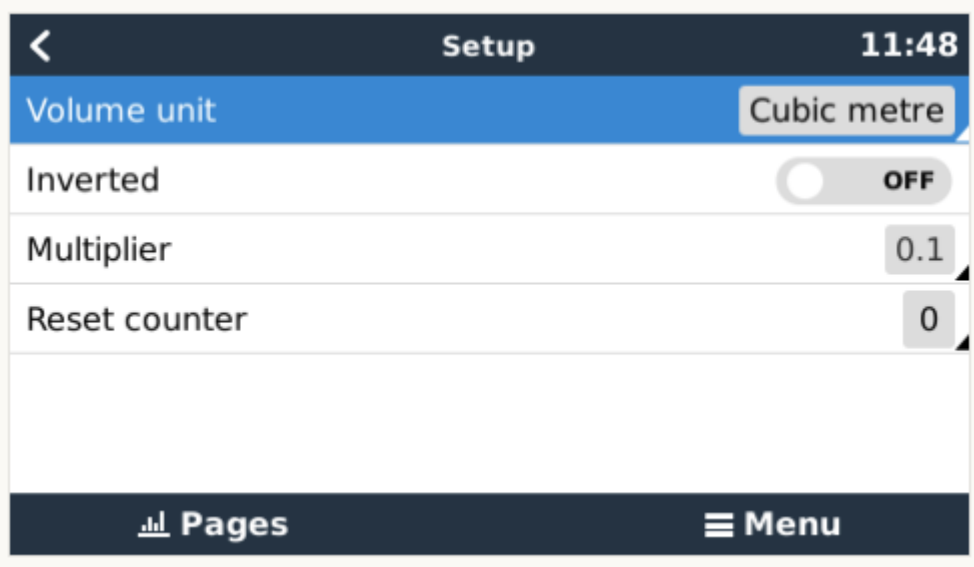 Setup 11:48
Volume unit Cubic metre
Inverted OFF
Multiplier 0.1
Reset counter 0
Pages Menu